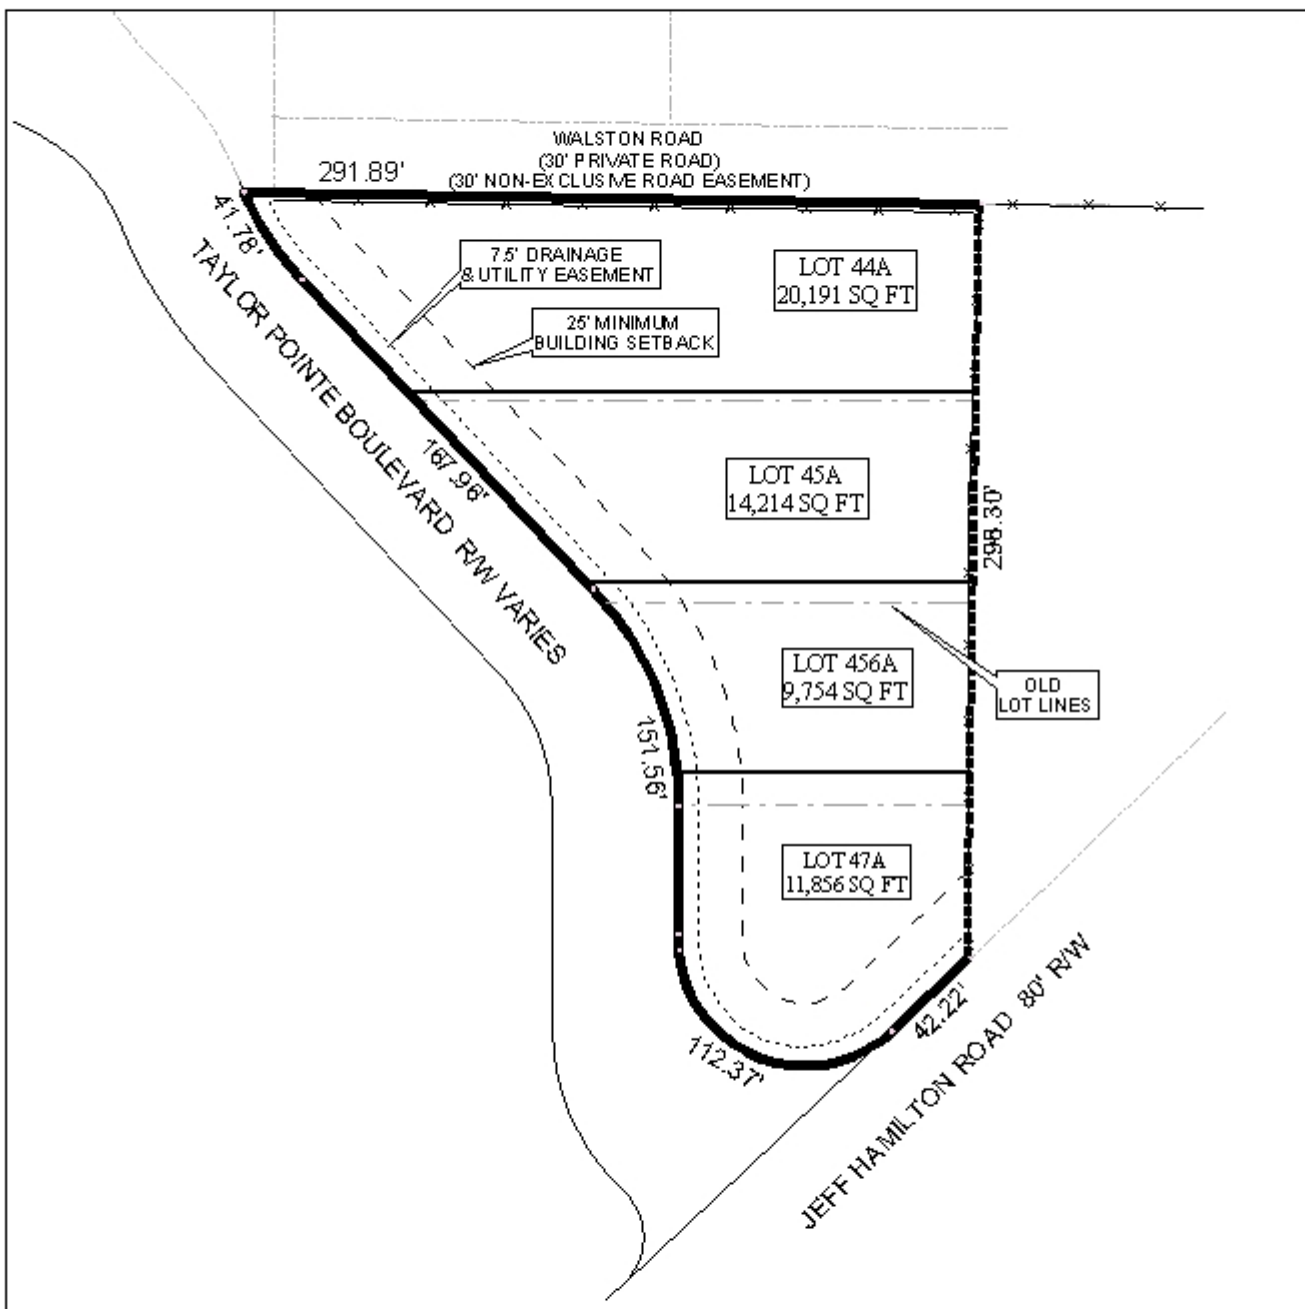 WALSTON ROAD
(30' PRIVATE ROAD)
(30' NON-EXCLUSIVE ROAD EASEMENT)
291.89'
41.78'
TAYLOR POINTE BOULEVARD R/W VARIES
7.5' DRAINAGE
& UTILITY EASEMENT
25' MINIMUM
BUILDING SETBACK
LOT 44A
20,191 SQ FT
167.96'
LOT 45A
14,214 SQ FT
298.30'
LOT 456A
9,754 SQ FT
OLD
LOT LINES
151.56'
LOT 47A
11,856 SQ FT
112.37'
42.22'
JEFF HAMILTON ROAD 80' R/W